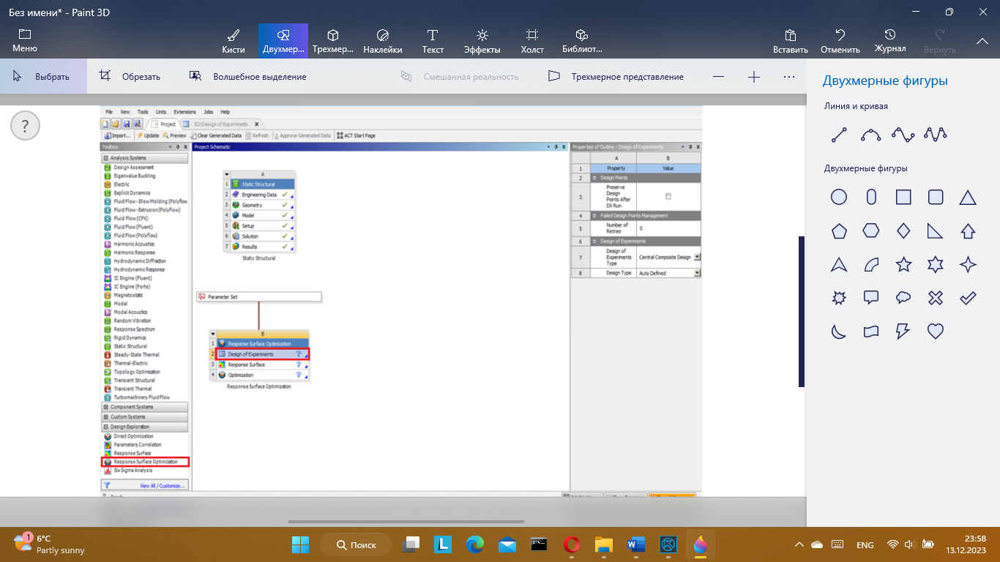 Без имени* - Paint 3D
Меню
Кисти
Двухмер...
Трехмер...
Наклейки
Текст
Эффекты
Холст
Библиот...
Вставить
Отменить
Журнал
Вернуть
Выбрать
Обрезать
Волшебное выделение
Смешанная реальность
Трехмерное представление
Двухмерные фигуры
Линия и кривая
Двухмерные фигуры
?
File View Tools Units Extensions Jobs Help
Project
B2:Design of Experiments
Import... Update Preview Clear Generated Data Refresh Approve Generated Data ACT Start Page
Toolbox
Analysis Systems
Design Assessment
Eigenvalue Buckling
Electric
Explicit Dynamics
Fluid Flow - Blow Molding (Polyflow
Fluid Flow - Extrusion (Polyflow)
Fluid Flow (CFX)
Fluid Flow (Fluent)
Fluid Flow (Polyflow)
Harmonic Acoustics
Harmonic Response
Hydrodynamic Diffraction
Hydrodynamic Response
IC Engine (Fluent)
IC Engine (Forte)
Magnetostatic
Modal
Modal Acoustics
Random Vibration
Response Spectrum
Rigid Dynamics
Static Structural
Steady-State Thermal
Thermal-Electric
Topology Optimization
Transient Structural
Transient Thermal
Turbomachinery Fluid Flow
Component Systems
Custom Systems
Design Exploration
Direct Optimization
Parameters Correlation
Response Surface
Response Surface Optimization
Six Sigma Analysis
View All / Customize...
Project Schematic
A
1 Static Structural
2 Engineering Data
3 Geometry
4 Model
5 Setup
6 Solution
7 Results
Static Structural
Parameter Set
B
1 Response Surface Optimization
2 Design of Experiments ?
3 Response Surface ?
4 Optimization ?
Response Surface Optimization
Properties of Outline : Design of Experiments
A B
1 Property Value
2 Design Points
3 Preserve
Design
Points After
DX Run
4 Failed Design Points Management
5 Number of
Retries 0
6 Design of Experiments
7 Design of
Experiments
Type Central Composite Design
8 Design Type Auto Defined
1
6°C
Partly sunny
Поиск
ENG
23:58
13.12.2023